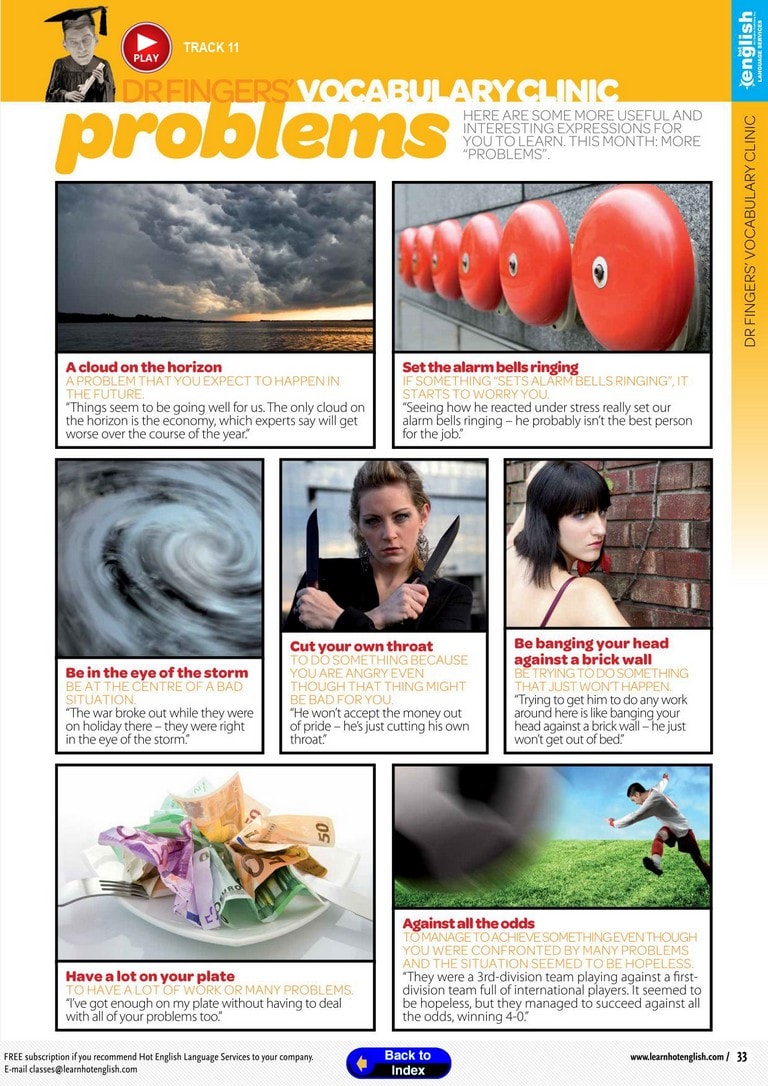 PLAY
TRACK 11
hot
english
LANGUAGE SERVICES
DR FINGERS' VOCABULARY CLINIC
problems
HERE ARE SOME MORE USEFUL AND
INTERESTING EXPRESSIONS FOR
YOU TO LEARN. THIS MONTH: MORE
"PROBLEMS".
DR FINGERS' VOCABULARY CLINIC
A cloud on the horizon
A PROBLEM THAT YOU EXPECT TO HAPPEN IN
THE FUTURE.
"Things seem to be going well for us. The only cloud on
the horizon is the economy, which experts say will get
worse over the course of the year."
Set the alarm bells ringing
IF SOMETHING "SETS ALARM BELLS RINGING", IT
STARTS TO WORRY YOU.
"Seeing how he reacted under stress really set our
alarm bells ringing – he probably isn't the best person
for the job."
Be in the eye of the storm
BE AT THE CENTRE OF A BAD
SITUATION.
"The war broke out while they were
on holiday there – they were right
in the eye of the storm."
Cut your own throat
TO DO SOMETHING BECAUSE
YOU ARE ANGRY EVEN
THOUGH THAT THING MIGHT
BE BAD FOR YOU.
"He won't accept the money out
of pride – he's just cutting his own
throat."
Be banging your head
against a brick wall
BE TRYING TO DO SOMETHING
THAT JUST WON'T HAPPEN.
"Trying to get him to do any work
around here is like banging your
head against a brick wall – he just
won't get out of bed."
50
Have a lot on your plate
TO HAVE A LOT OF WORK OR MANY PROBLEMS.
"I've got enough on my plate without having to deal
with all of your problems too."
Against all the odds
TO MANAGE TO ACHIEVE SOMETHING EVEN THOUGH
YOU WERE CONFRONTED BY MANY PROBLEMS
AND THE SITUATION SEEMED TO BE HOPELESS.
"They were a 3rd-division team playing against a first-
division team full of international players. It seemed to
be hopeless, but they managed to succeed against all
the odds, winning 4-0."
FREE subscription if you recommend Hot English Language Services to your company.
E-mail classes@learnhotenglish.com
Back to
Index
www.learnhotenglish.com / 33